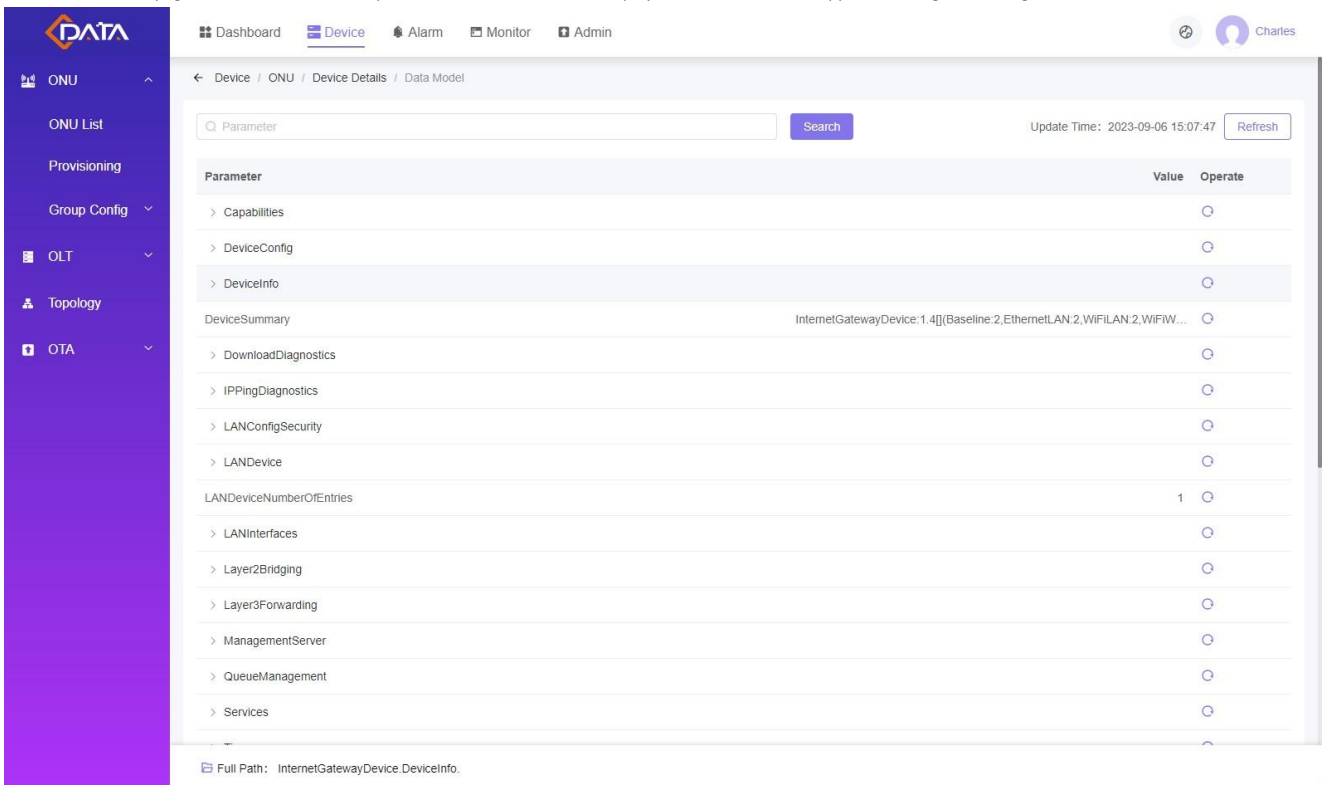 DATA
Dashboard Device Alarm Monitor Admin Charles
ONU
← Device / ONU / Device Details / Data Model
ONU List
Parameter Search Update Time: 2023-09-06 15:07:47 Refresh
Provisioning
Parameter Value Operate
Group Config
> Capabilities
> DeviceConfig
OLT
> DeviceInfo
Topology
DeviceSummary InternetGatewayDevice:1.4[](Baseline:2,EthernetLAN:2,WiFiLAN:2,WiFiW...
OTA
> DownloadDiagnostics
> IPPingDiagnostics
> LANConfigSecurity
> LANDevice
LANDeviceNumberOfEntries 1
> LANInterfaces
> Layer2Bridging
> Layer3Forwarding
> ManagementServer
> QueueManagement
> Services
Full Path: InternetGatewayDevice.DeviceInfo.